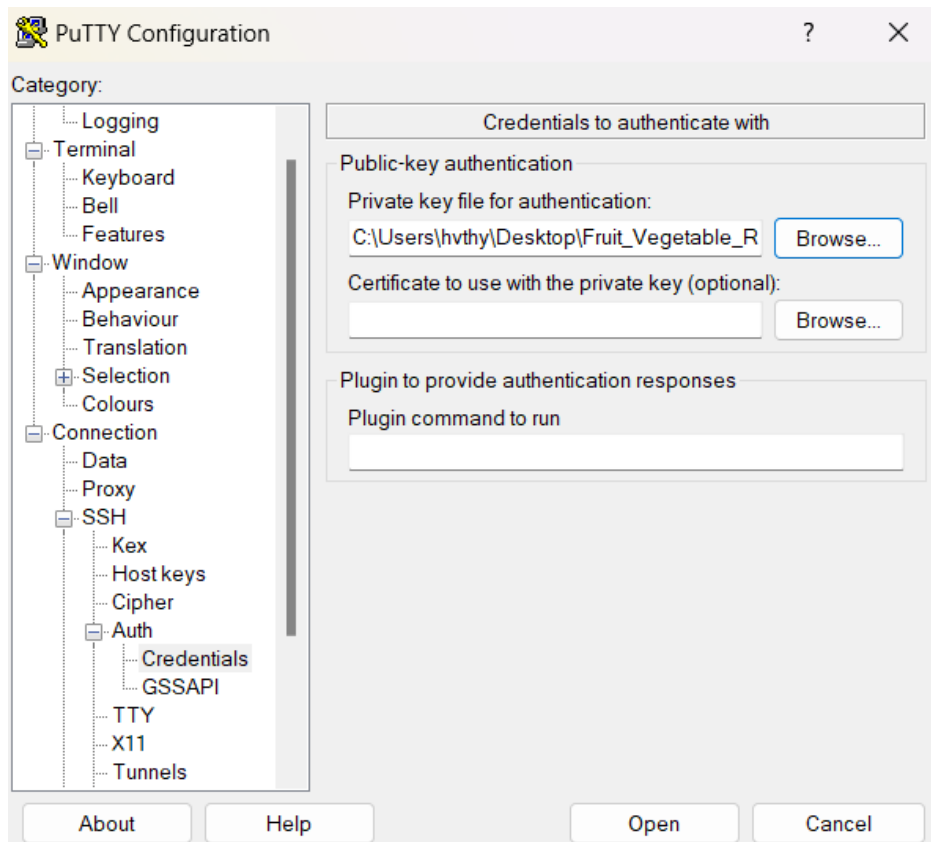 PuTTY Configuration
?
Category:
Logging
Terminal
Keyboard
Bell
Features
Window
Appearance
Behaviour
Translation
Selection
Colours
Connection
Data
Proxy
SSH
Kex
Host keys
Cipher
Auth
Credentials
GSSAPI
TTY
X11
Tunnels
Credentials to authenticate with
Public-key authentication
Private key file for authentication:
C:\Users\hvthy\Desktop\Fruit_Vegetable_R Browse...
Certificate to use with the private key (optional):
Browse...
Plugin to provide authentication responses
Plugin command to run
About Help Open Cancel